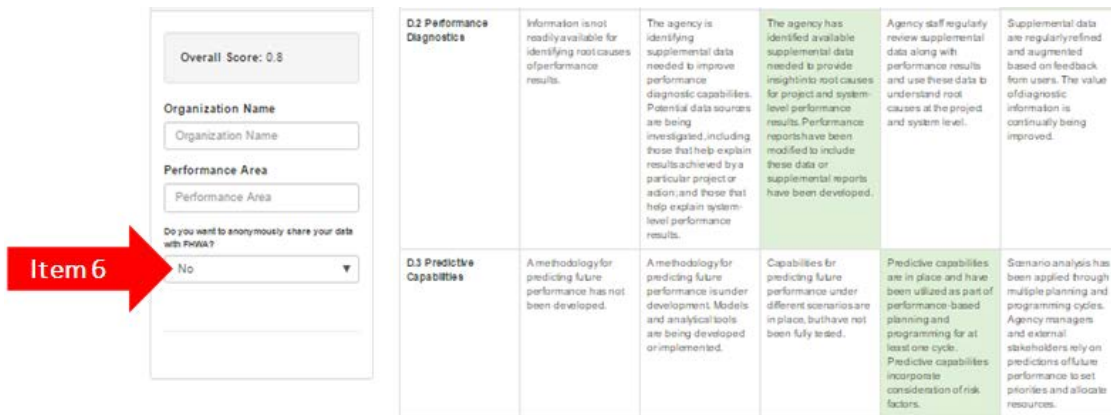 Overall Score: 0.8
Organization Name
Organization Name
Performance Area
Performance Area
Do you want to anonymously share your data
with FHWA?
No
Item 6
D.2 Performance
Diagnostics
Information is not
readily available for
identifying root causes
of performance
results.
The agency is
identifying
supplemental data
needed to improve
performance
diagnostic capabilities.
Potential data sources
are being
investigated, including
those that help explain
results achieved by a
particular project or
action; and those that
help explain system-
level performance
results.
The agency has
identified available
supplemental data
needed to provide
insight into root causes
for project and system-
level performance
results. Performance
reports have been
modified to include
these data or
supplemental reports
have been developed.
Agency staff regularly
review supplemental
data along with
performance results
and use these data to
understand root
causes at the project
and system level.
Supplemental data
are regularly refined
and augmented
based on feedback
from users. The value
of diagnostic
information is
continually being
improved.
D.3 Predictive
Capabilities
A methodology for
predicting future
performance has not
been developed.
A methodology for
predicting future
performance is under
development. Models
and analytical tools
are being developed
or implemented.
Capabilities for
predicting future
performance under
different scenarios are
in place, but have not
been fully tested.
Predictive capabilities
are in place and have
been utilized as part of
performance-based
planning and
programming for at
least one cycle.
Predictive capabilities
incorporate
consideration of risk
factors.
Scenario analysis has
been applied through
multiple planning and
programming cycles.
Agency managers
and external
stakeholders rely on
predictions of future
performance to set
priorities and allocate
resources.